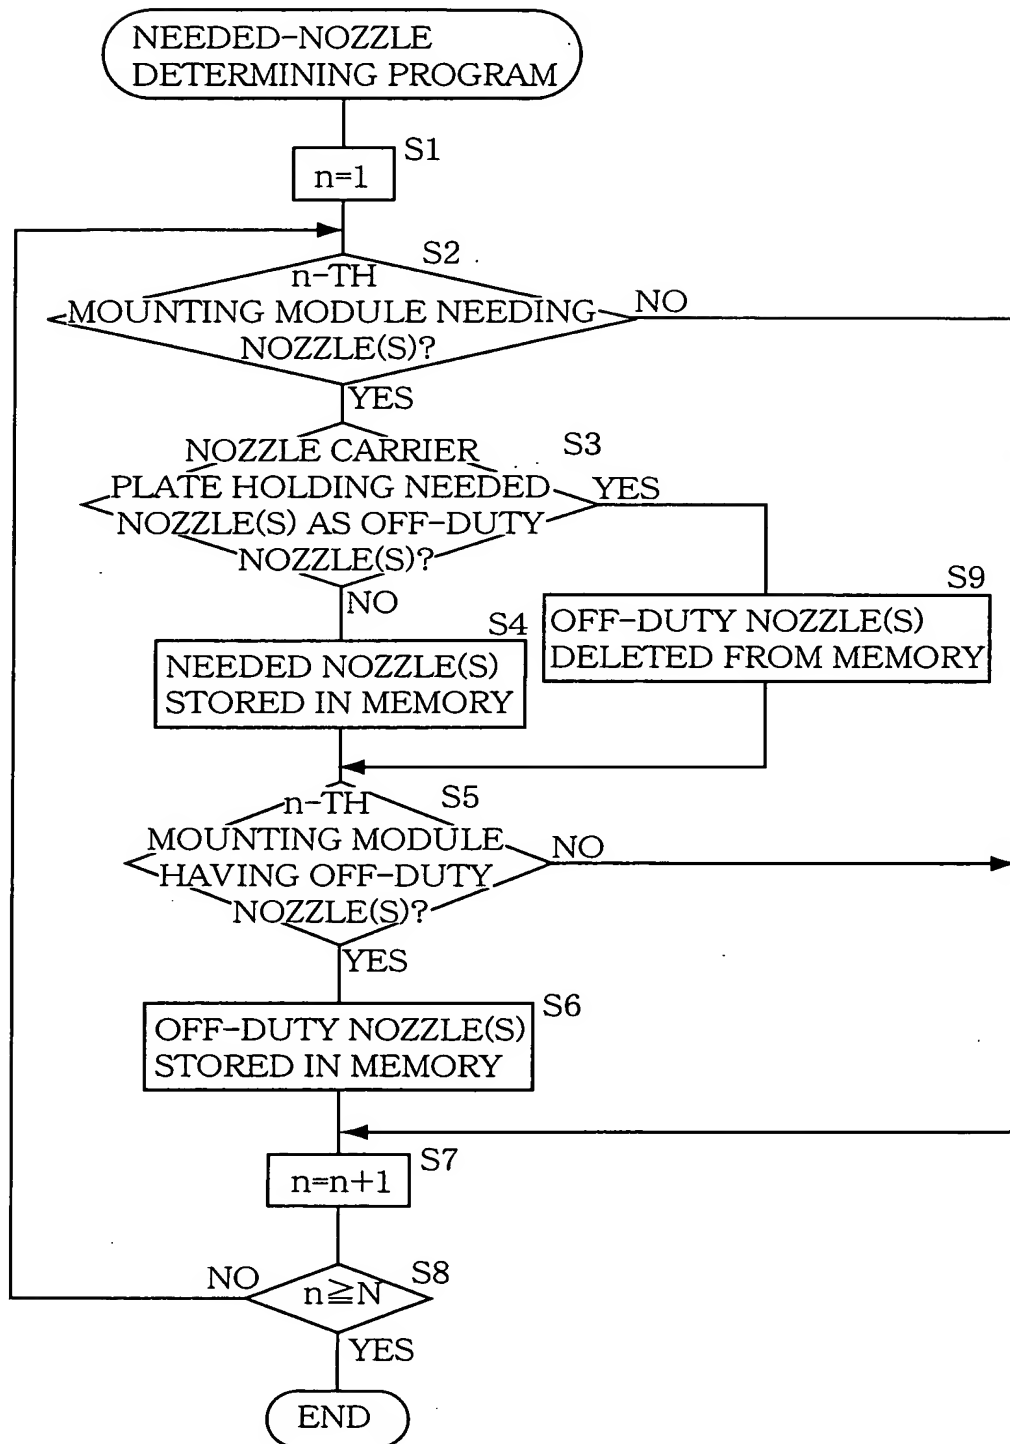 NEEDED-NOZZLE
DETERMINING PROGRAM
S1
n=1
S2
n-TH
MOUNTING MODULE NEEDING
NOZZLE(S)?
NO
YES
S3
NOZZLE CARRIER
PLATE HOLDING NEEDED
NOZZLE(S) AS OFF-DUTY
NOZZLE(S)?
YES
NO
S9
OFF-DUTY NOZZLE(S)
DELETED FROM MEMORY
S4
NEEDED NOZZLE(S)
STORED IN MEMORY
S5
n-TH
MOUNTING MODULE
HAVING OFF-DUTY
NOZZLE(S)?
NO
YES
S6
OFF-DUTY NOZZLE(S)
STORED IN MEMORY
S7
n=n+1
S8
n≧N
NO
YES
END